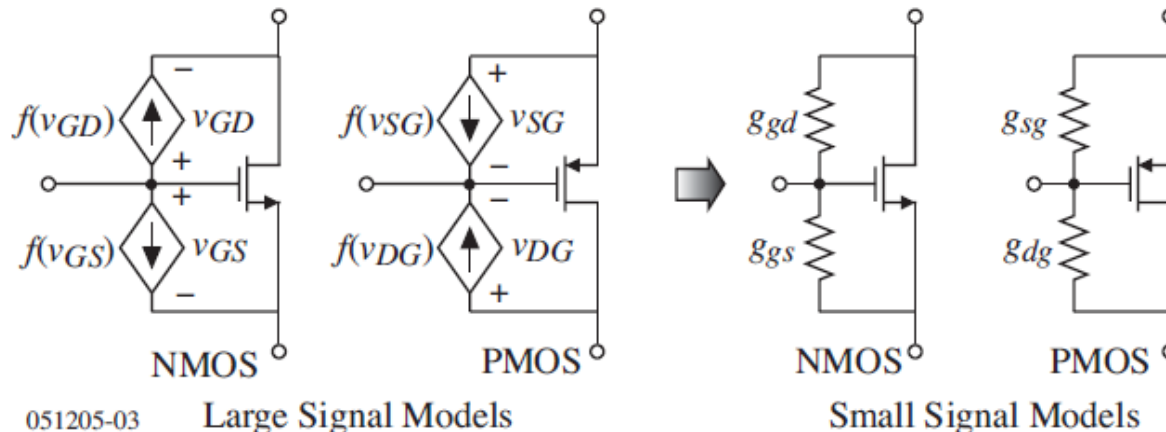 − + 
f(vGD) vGD f(vSG) vSG ggd gsg
+ −
+ −
f(vGS) vGS f(vDG) vDG ggs gdg
− +
NMOS PMOS NMOS PMOS
051205-03 Large Signal Models Small Signal Models